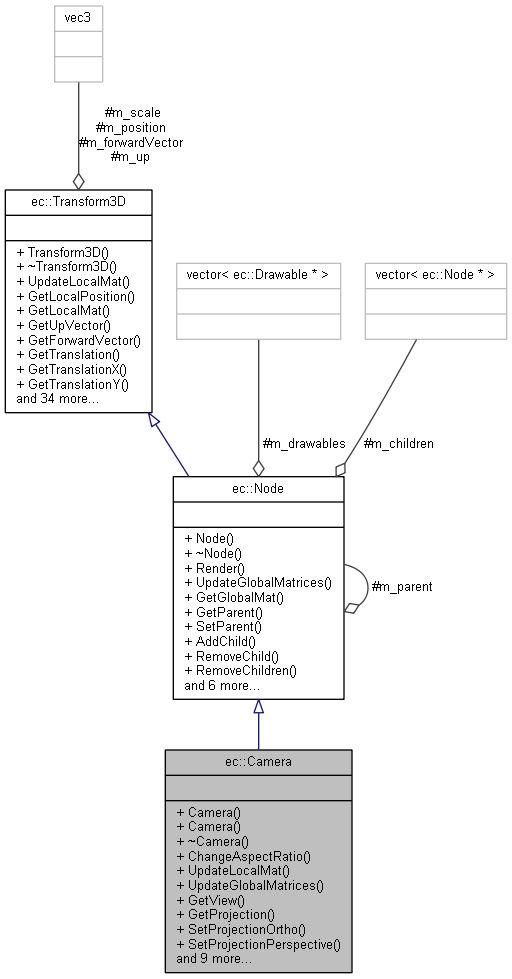 vec3
#m_scale
#m_position
#m_forwardVector
#m_up
ec::Transform3D
+ Transform3D()
+ ~Transform3D()
+ UpdateLocalMat()
+ GetLocalPosition()
+ GetLocalMat()
+ GetUpVector()
+ GetForwardVector()
+ GetTranslation()
+ GetTranslationX()
+ GetTranslationY()
and 34 more...
vector< ec::Drawable * >
vector< ec::Node * >
#m_drawables
#m_children
ec::Node
+ Node()
+ ~Node()
+ Render()
+ UpdateGlobalMatrices()
+ GetGlobalMat()
+ GetParent()
+ SetParent()
+ AddChild()
+ RemoveChild()
+ RemoveChildren()
and 6 more...
#m_parent
ec::Camera
+ Camera()
+ Camera()
+ ~Camera()
+ ChangeAspectRatio()
+ UpdateLocalMat()
+ UpdateGlobalMatrices()
+ GetView()
+ GetProjection()
+ SetProjectionOrtho()
+ SetProjectionPerspective()
and 9 more...